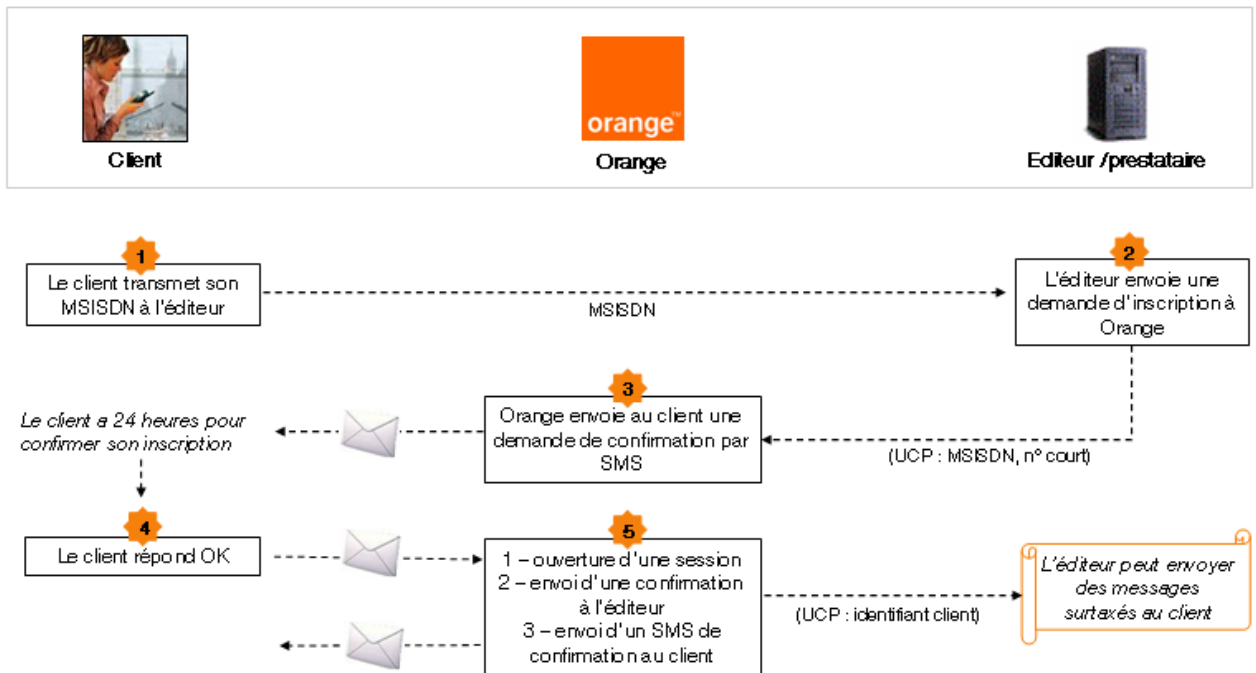 orange™
Client
Orange
Editeur /prestataire
1
Le client transmet son
MSISDN à l'éditeur
MSISDN
2
L'éditeur envoie une
demande d'inscription à
Orange
3
Orange envoie au client une
demande de confirmation par
SMS
(UCP : MSISDN, n° court)
Le client a 24 heures pour
confirmer son inscription
4
Le client répond OK
5
1 – ouverture d'une session
2 – envoi d'une confirmation
à l'éditeur
3 – envoi d'un SMS de
confirmation au client
(UCP : identifiant client)
L'éditeur peut envoyer
des messages
surtaxés au client